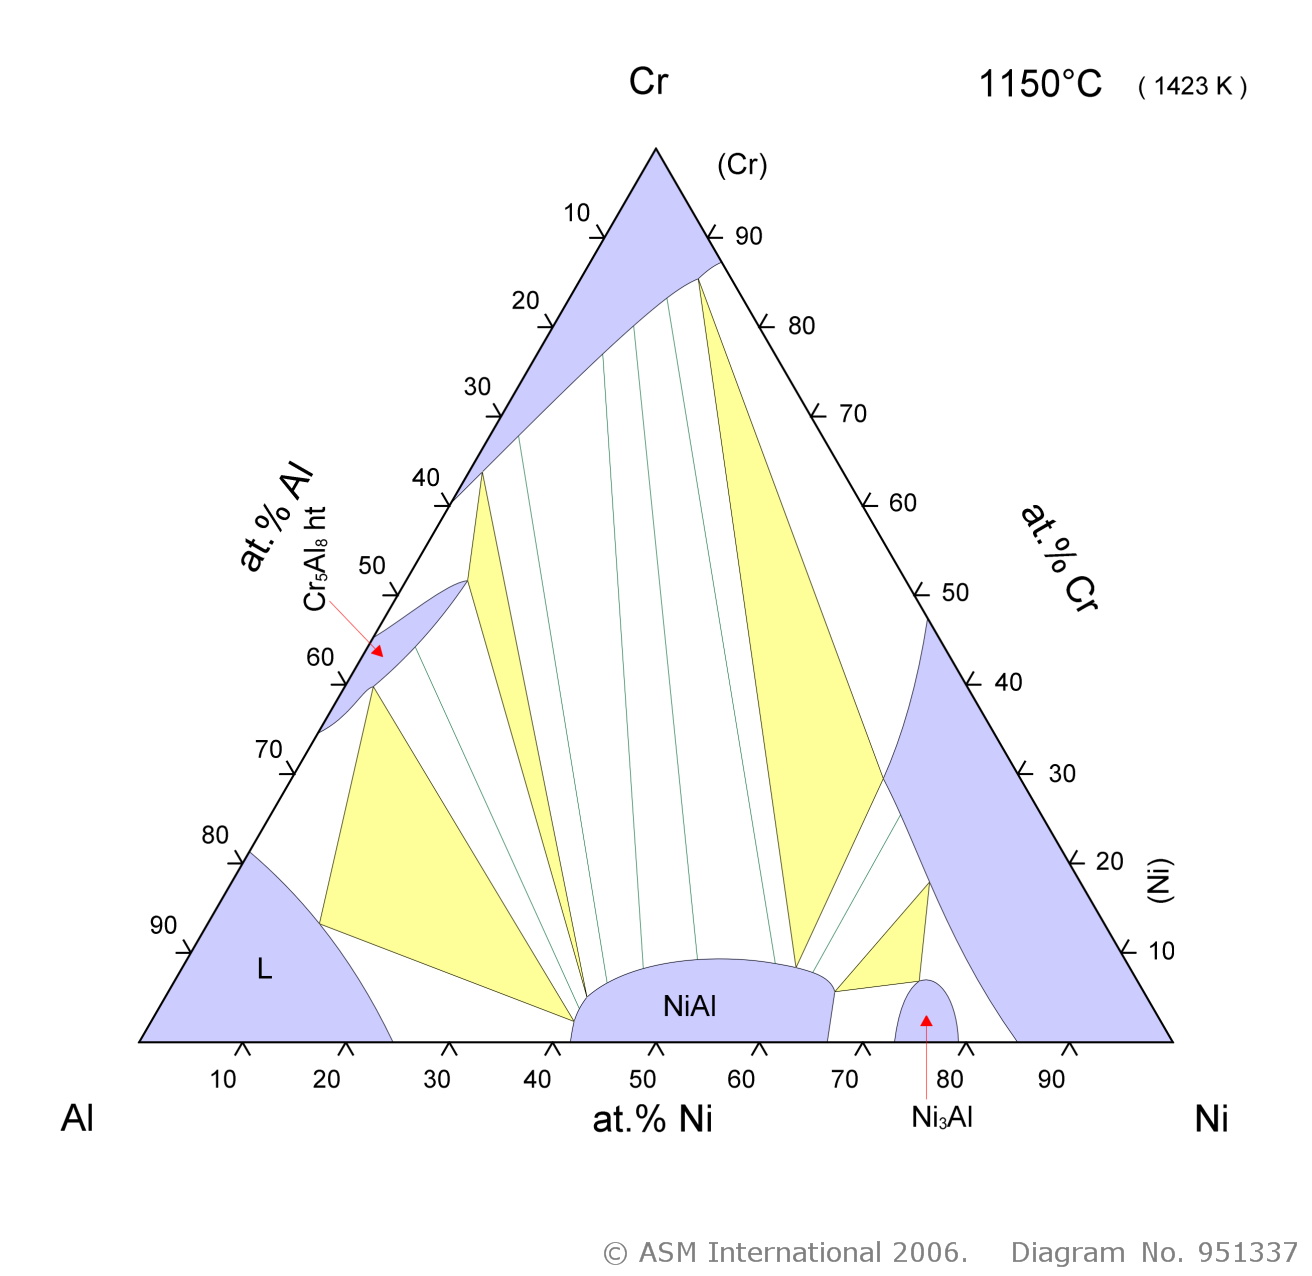 Cr
1150°C ( 1423 K )
(Cr)
10
90
20
80
30
70
40
60
at.% Al
Cr5Al8 ht
at.% Cr
50
50
60
40
70
30
80
20
(Ni)
90
10
L
NiAl
10 20 30 40 50 60 70 80 90
Al
at.% Ni
Ni3Al
Ni
© ASM International 2006. Diagram No. 951337